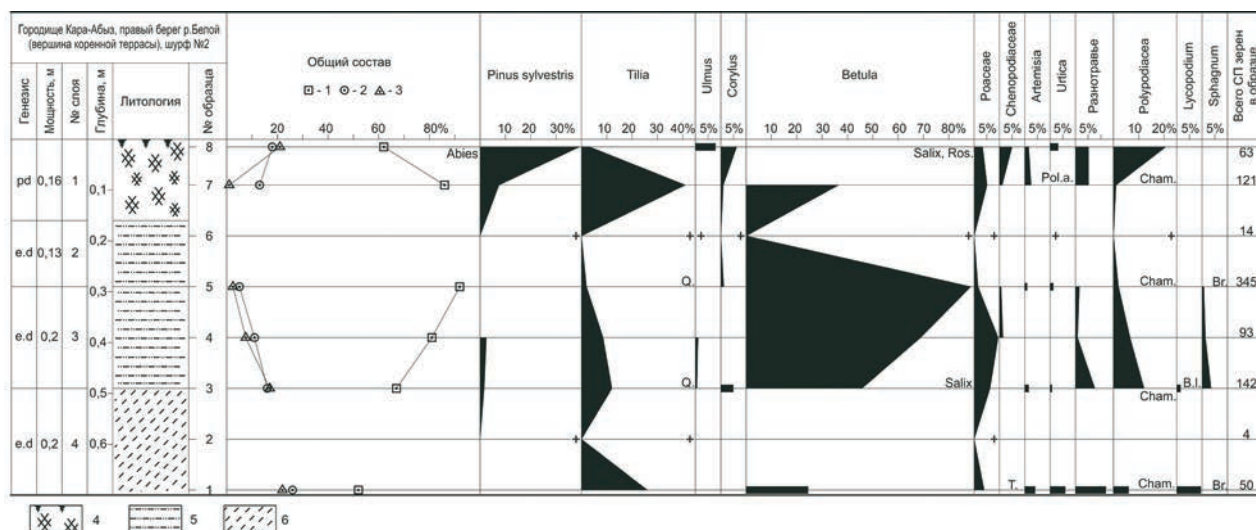 Городище Кара-Абыз, правый берег р.Белой
(вершина коренной террасы), шурф №2
Генезис
Мощность, м
№ слоя
Глубина, м
Литология
№ образца
Общий состав
- 1 - 2 - 3
20 40 60 80%
Pinus sylvestris
10 20 30%
Tilia
10 20 30 40%
Ulmus
5%
Corylus
5%
Betula
10 20 30 40 50 60 70 80%
Poaceae
5%
Chenopodiaceae
5%
Artemisia
5%
Urtica
5%
Разнотравье
5%
Polypodiacea
10 20%
Lycopodium
5%
Sphagnum
5%
Всего СП зерен
в образце
8 Abies Salix, Ros. 63
pd 0,16 1 0,1 7 Pol.a. Cham. 121
0,2 6 + + + + + + + + 14
e.d 0,13 2
0,3 5 Q. Cham. Br. 345
e.d 0,2 3 0,4 4 93
0,5 3 Q. Salix B.l. 142
Cham.
e.d 0,2 4 0,6 2 + + + 4
1 T. Cham. Br. 50
4 5 6